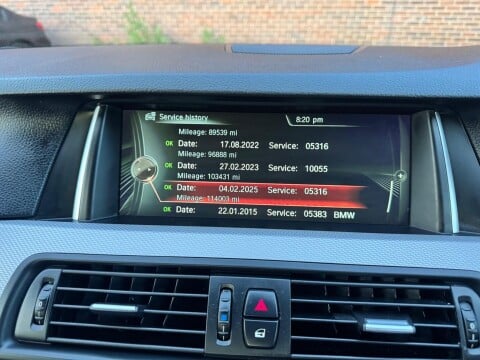 Service history 8:20 pm
Mileage: 89539 mi
OK Date: 17.08.2022 Service: 05316
Mileage: 96888 mi
OK Date: 27.02.2023 Service: 10055
Mileage: 103431 mi
OK Date: 04.02.2025 Service: 05316
Mileage: 114003 mi
OK Date: 22.01.2015 Service: 05383 BMW